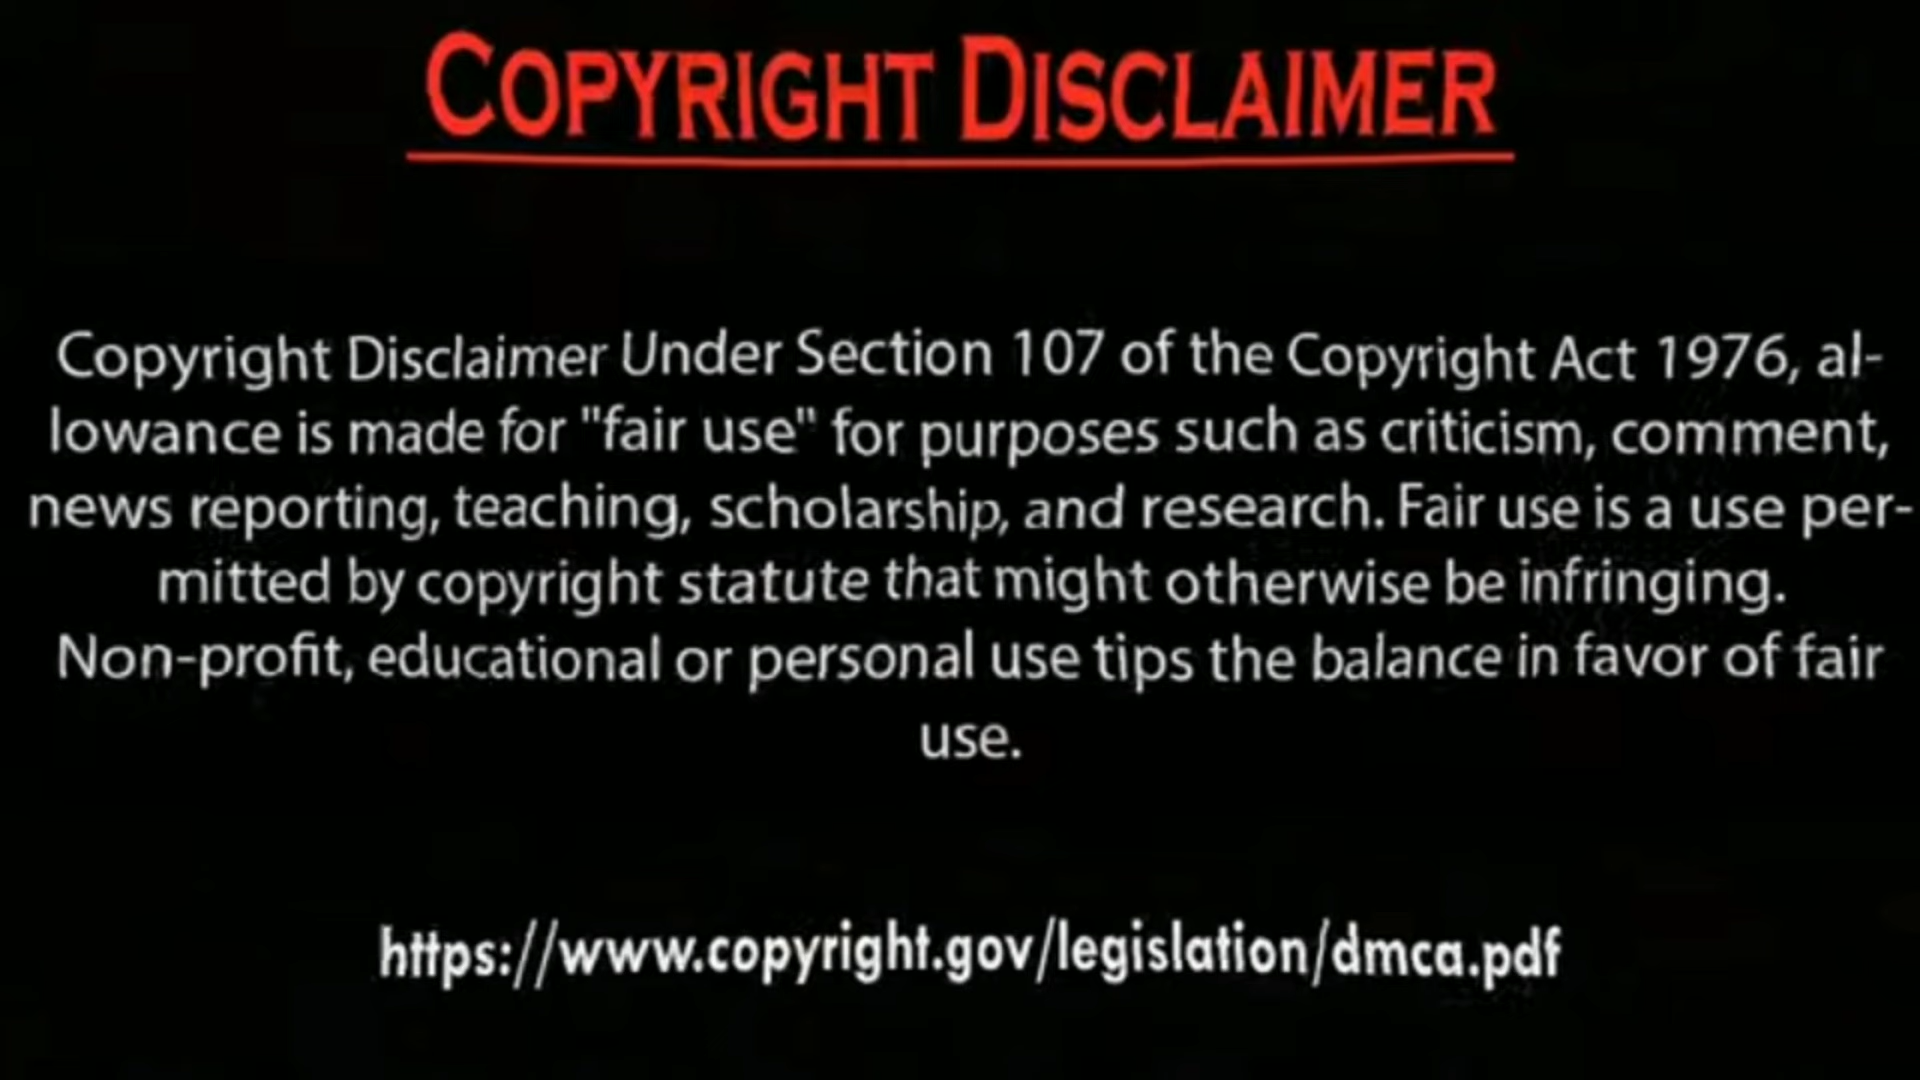 COPYRIGHT DISCLAIMER
Copyright Disclaimer Under Section 107 of the Copyright Act 1976, al-
lowance is made for "fair use" for purposes such as criticism, comment,
news reporting, teaching, scholarship, and research. Fair use is a use per-
mitted by copyright statute that might otherwise be infringing.
Non-profit, educational or personal use tips the balance in favor of fair
use.
https://www.copyright.gov/legislation/dmca.pdf